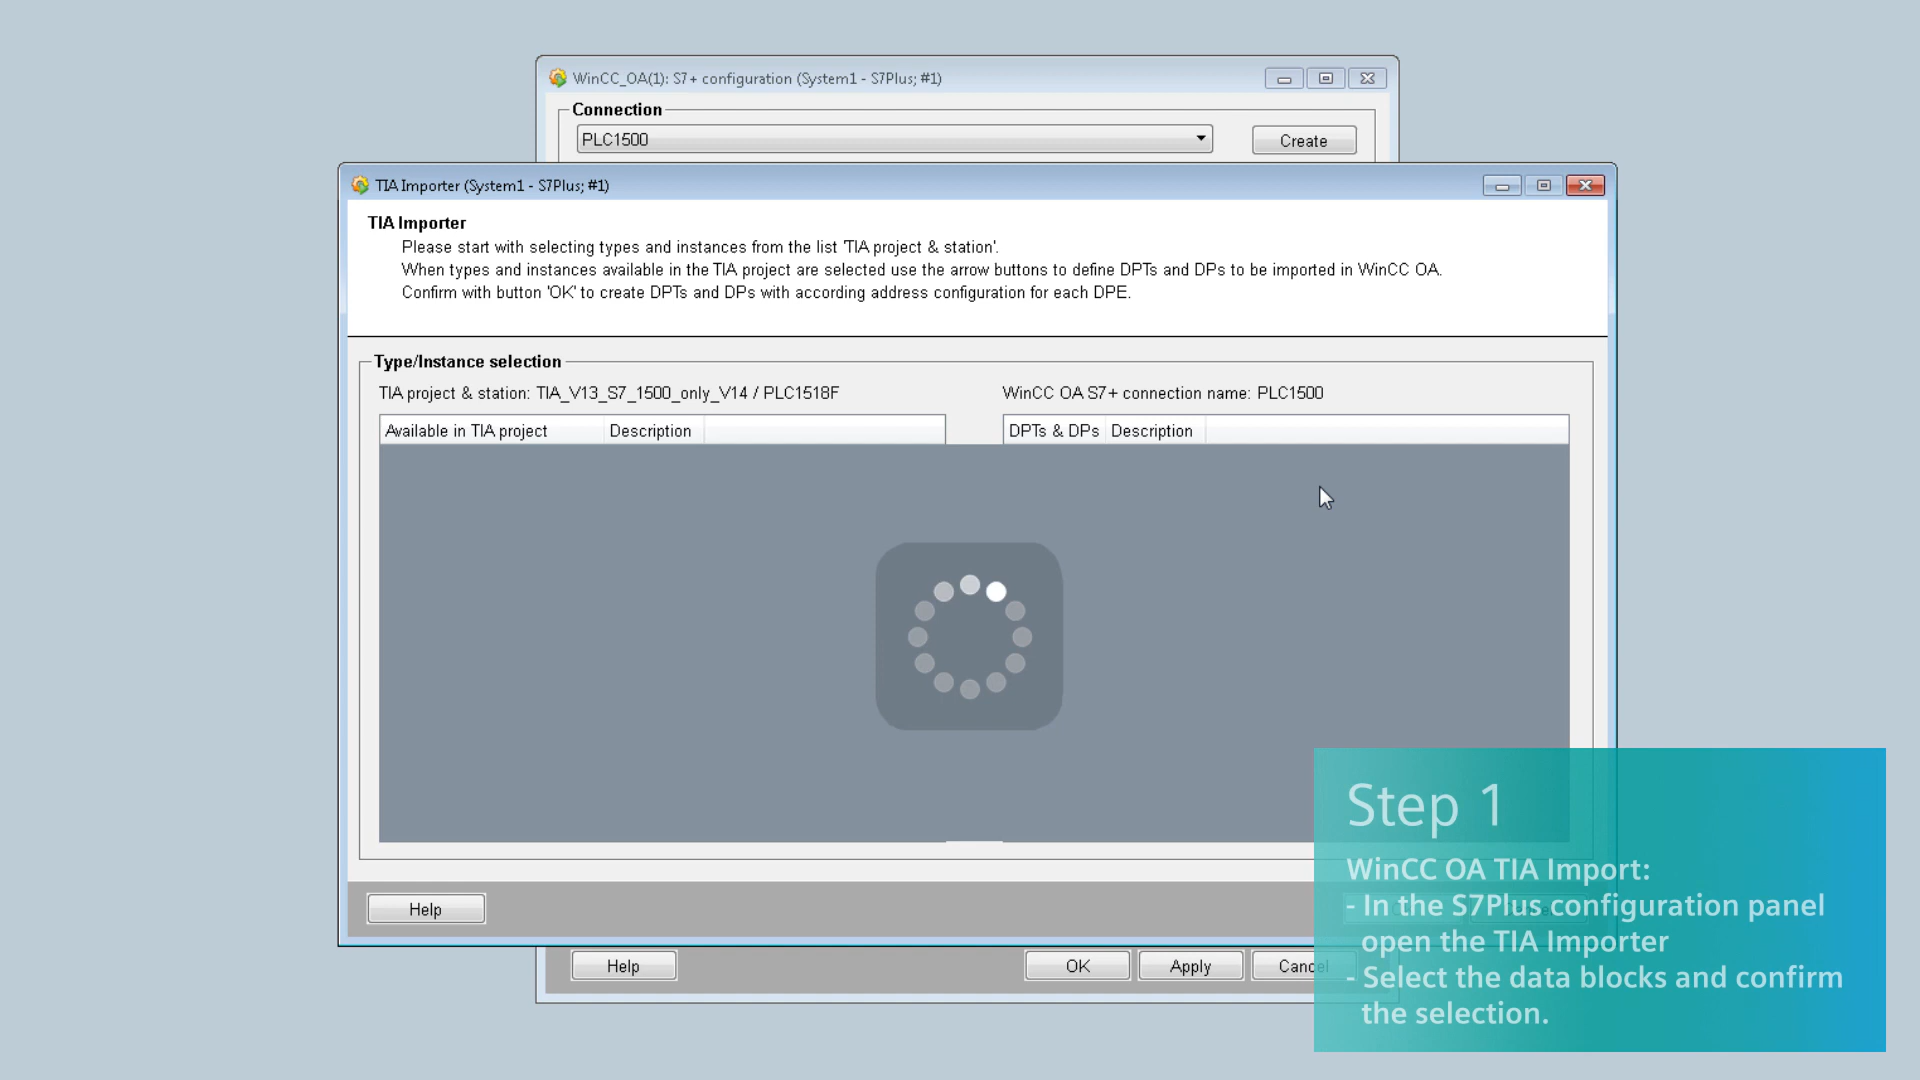 WinCC_OA(1): S7+ configuration (System1 - S7Plus; #1)
Connection
PLC1500
Create
TIA Importer (System1 - S7Plus; #1)
TIA Importer
Please start with selecting types and instances from the list 'TIA project & station'.
When types and instances available in the TIA project are selected use the arrow buttons to define DPTs and DPs to be imported in WinCC OA.
Confirm with button 'OK' to create DPTs and DPs with according address configuration for each DPE.
Type/Instance selection
TIA project & station: TIA_V13_S7_1500_only_V14 / PLC1518F
WinCC OA S7+ connection name: PLC1500
Available in TIA project Description
DPTs & DPs Description
Help
Help
OK
Apply
Cancel
Step 1
WinCC OA TIA Import:
- In the S7Plus configuration panel
open the TIA Importer
- Select the data blocks and confirm
the selection.